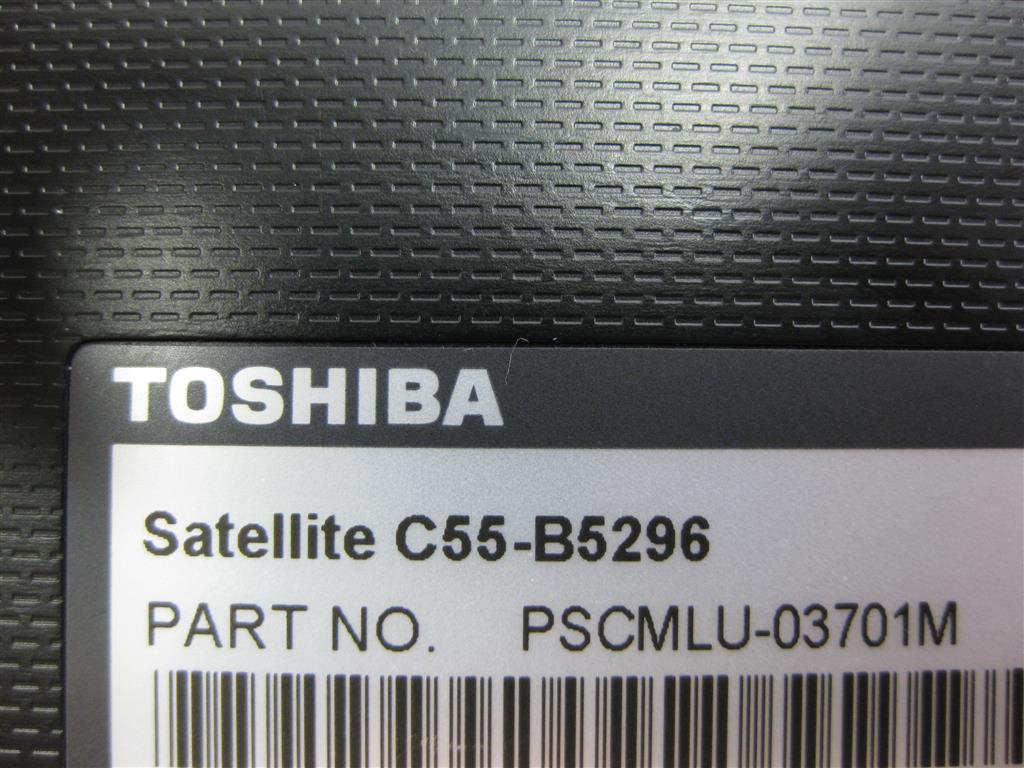 TOSHIBA
Satellite C55-B5296
PART NO. PSCMLU-03701M